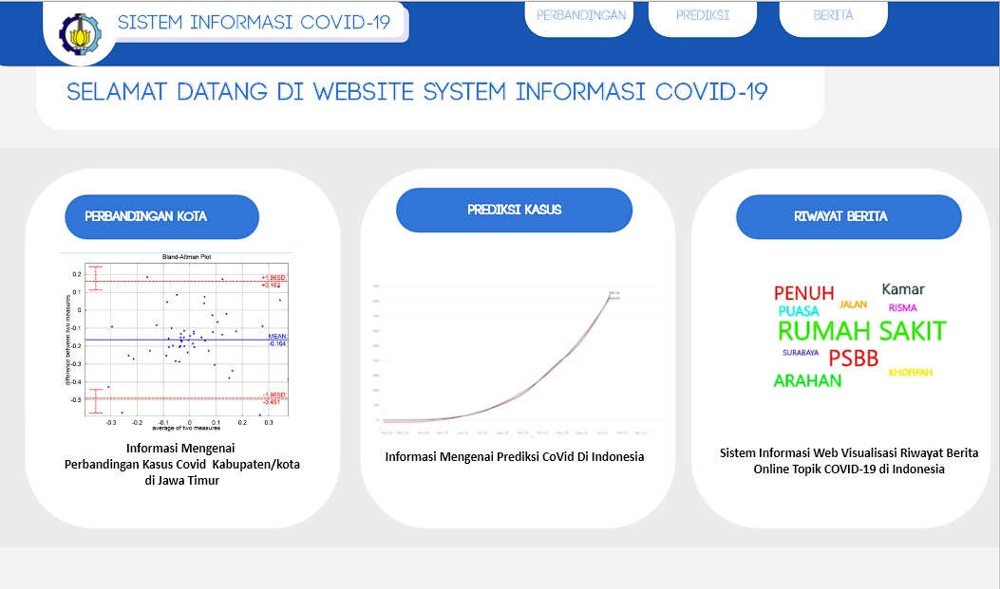 SISTEM INFORMASI COVID-19
PERBANDINGAN
PREDIKSI
BERITA
SELAMAT DATANG DI WEBSITE SYSTEM INFORMASI COVID-19
PERBANDINGAN KOTA
Bland-Altman Plot
+1.96SD:
+0.162
MEAN:
-0.164
-1.96SD:
-0.491
0.2
0.1
0
-0.1
-0.2
-0.3
-0.4
-0.5
difference between two measures
-0.3 -0.2 -0.1 0 0.1 0.2 0.3
average of two measures
Informasi Mengenai
Perbandingan Kasus Covid Kabupaten/kota
di Jawa Timur
PREDIKSI KASUS
Informasi Mengenai Prediksi CoVid Di Indonesia
RIWAYAT BERITA
PENUH Kamar
PUASA JALAN RISMA
RUMAH SAKIT
SURABAYA PSBB
ARAHAN KHOFIFAH
Sistem Informasi Web Visualisasi Riwayat Berita
Online Topik COVID-19 di Indonesia